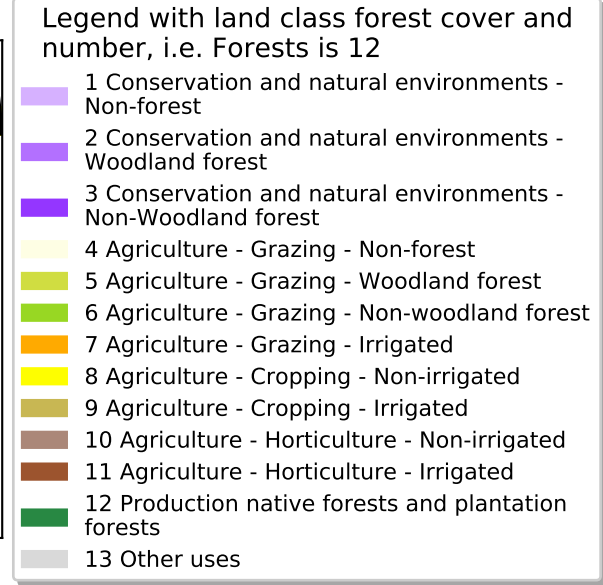 Legend with land class forest cover and
number, i.e. Forests is 12
1 Conservation and natural environments -
Non-forest
2 Conservation and natural environments -
Woodland forest
3 Conservation and natural environments -
Non-Woodland forest
4 Agriculture - Grazing - Non-forest
5 Agriculture - Grazing - Woodland forest
6 Agriculture - Grazing - Non-woodland forest
7 Agriculture - Grazing - Irrigated
8 Agriculture - Cropping - Non-irrigated
9 Agriculture - Cropping - Irrigated
10 Agriculture - Horticulture - Non-irrigated
11 Agriculture - Horticulture - Irrigated
12 Production native forests and plantation
forests
13 Other uses